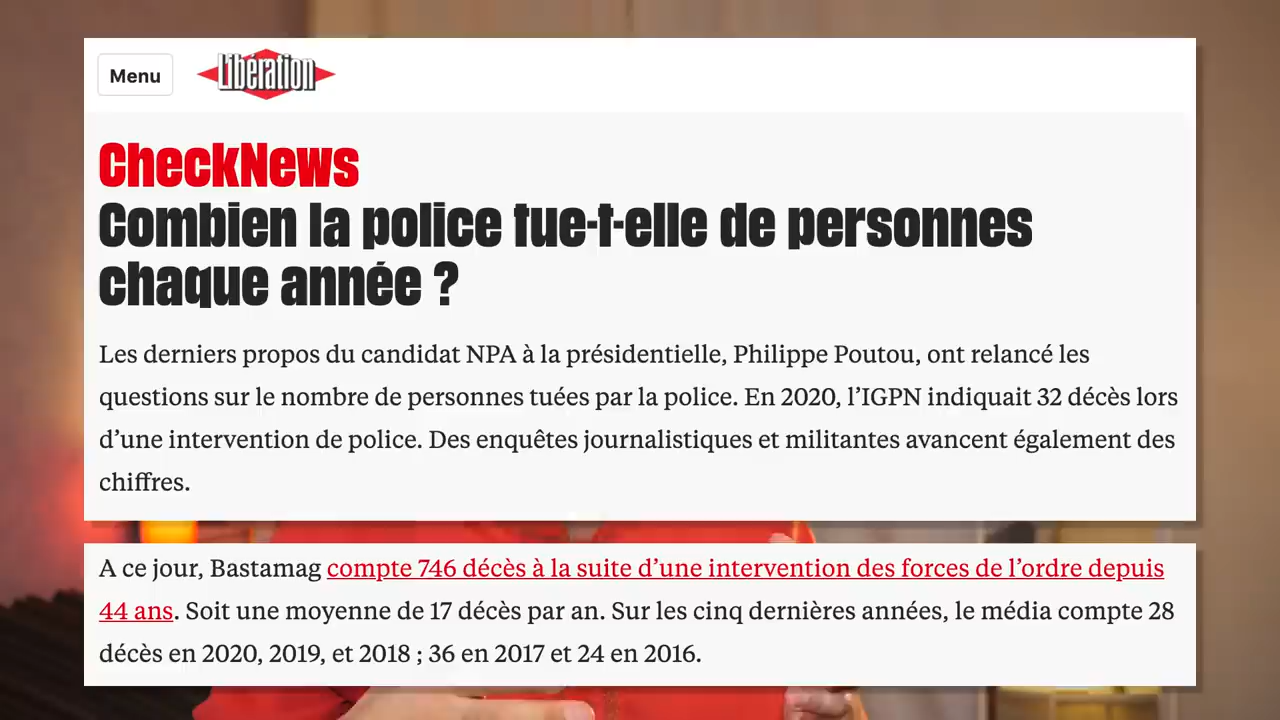 Menu
Libération
CheckNews
Combien la police tue-t-elle de personnes
chaque année ?
Les derniers propos du candidat NPA à la présidentielle, Philippe Poutou, ont relancé les
questions sur le nombre de personnes tuées par la police. En 2020, l’IGPN indiquait 32 décès lors
d’une intervention de police. Des enquêtes journalistiques et militantes avancent également des
chiffres.
A ce jour, Bastamag compte 746 décès à la suite d’une intervention des forces de l’ordre depuis
44 ans. Soit une moyenne de 17 décès par an. Sur les cinq dernières années, le média compte 28
décès en 2020, 2019, et 2018 ; 36 en 2017 et 24 en 2016.